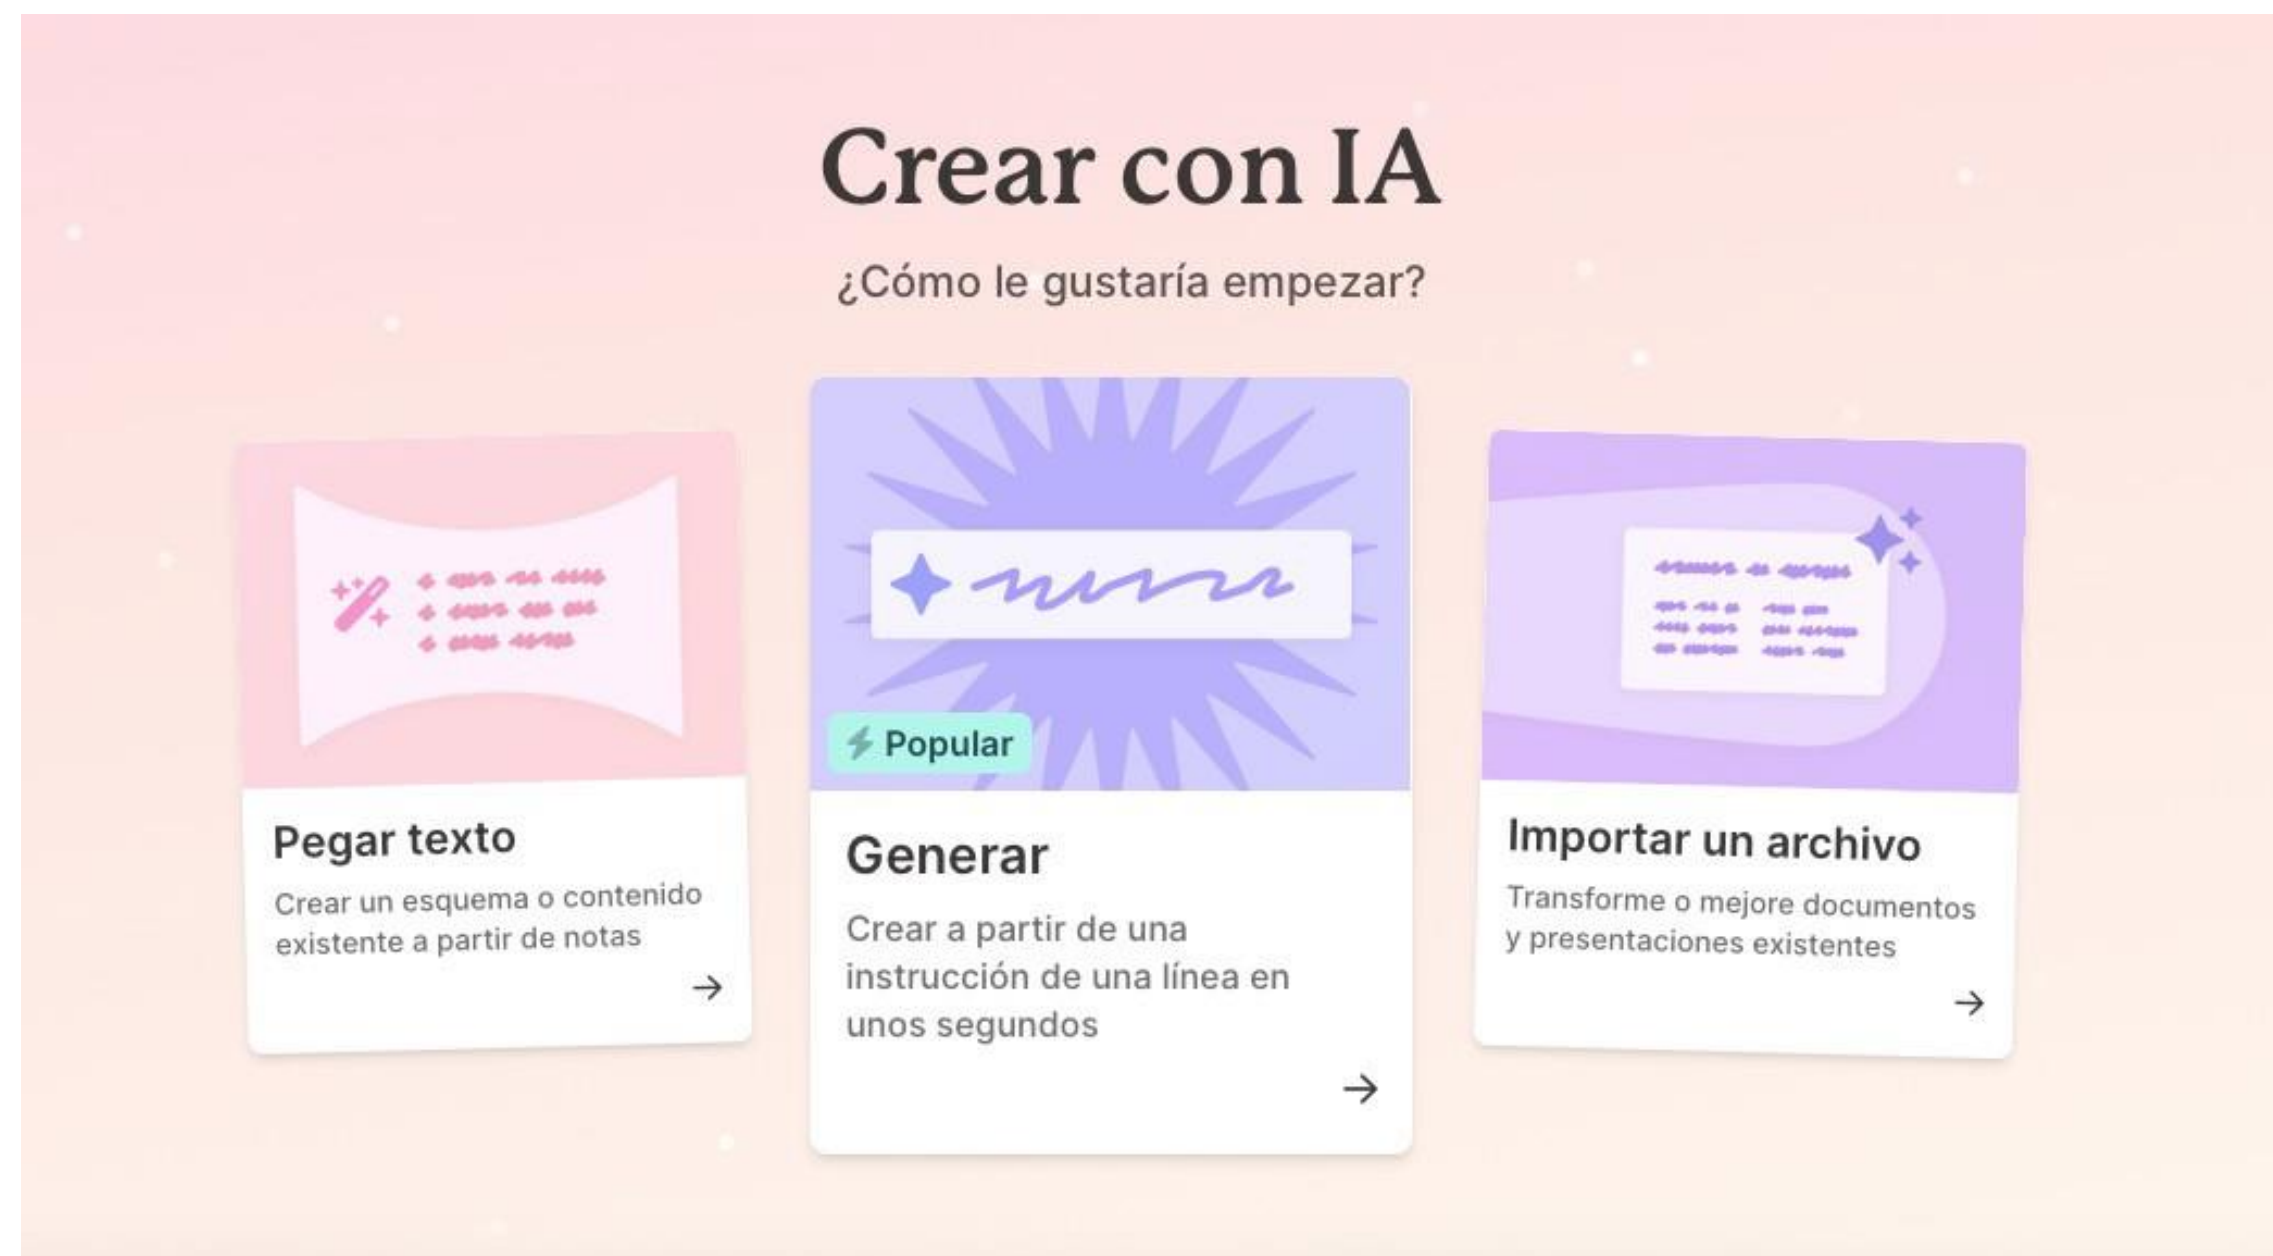 Crear con IA
¿Cómo le gustaría empezar?
Pegar texto
Crear un esquema o contenido
existente a partir de notas
Popular
Generar
Crear a partir de una
instrucción de una línea en
unos segundos
Importar un archivo
Transforme o mejore documentos
y presentaciones existentes